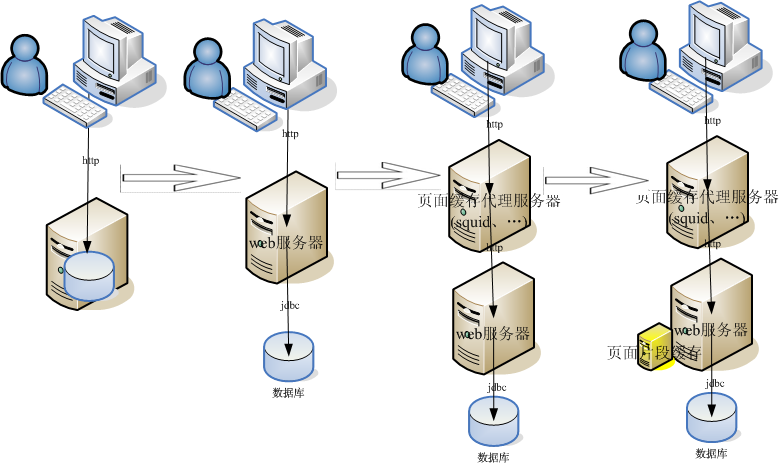 http
http
web服务器
jdbc
数据库
http
页面缓存代理服务器
(squid、…)
http
web服务器
jdbc
数据库
http
页面缓存代理服务器
(squid、…)
http
web服务器
页面片段缓存
jdbc
数据库